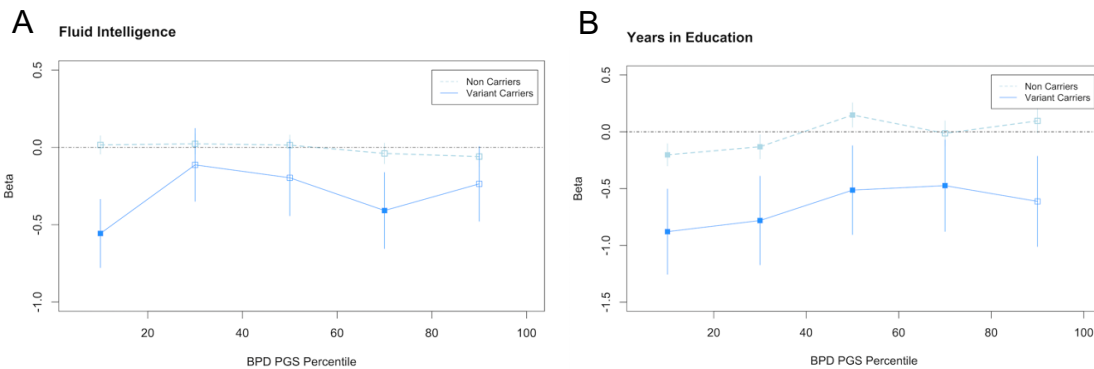 A
Fluid Intelligence
Non Carriers
Variant Carriers
0.5
0.0
-0.5
-1.0
Beta
20
40
60
80
100
BPD PGS Percentile
B
Years in Education
Non Carriers
Variant Carriers
0.5
0.0
-0.5
-1.0
-1.5
Beta
20
40
60
80
100
BPD PGS Percentile